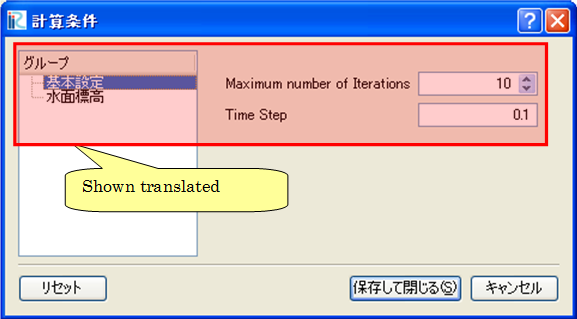 計算条件
グループ
基本設定
水面標高
Maximum number of Iterations 10
Time Step 0.1
Shown translated
リセット 保存して閉じる(S) キャンセル